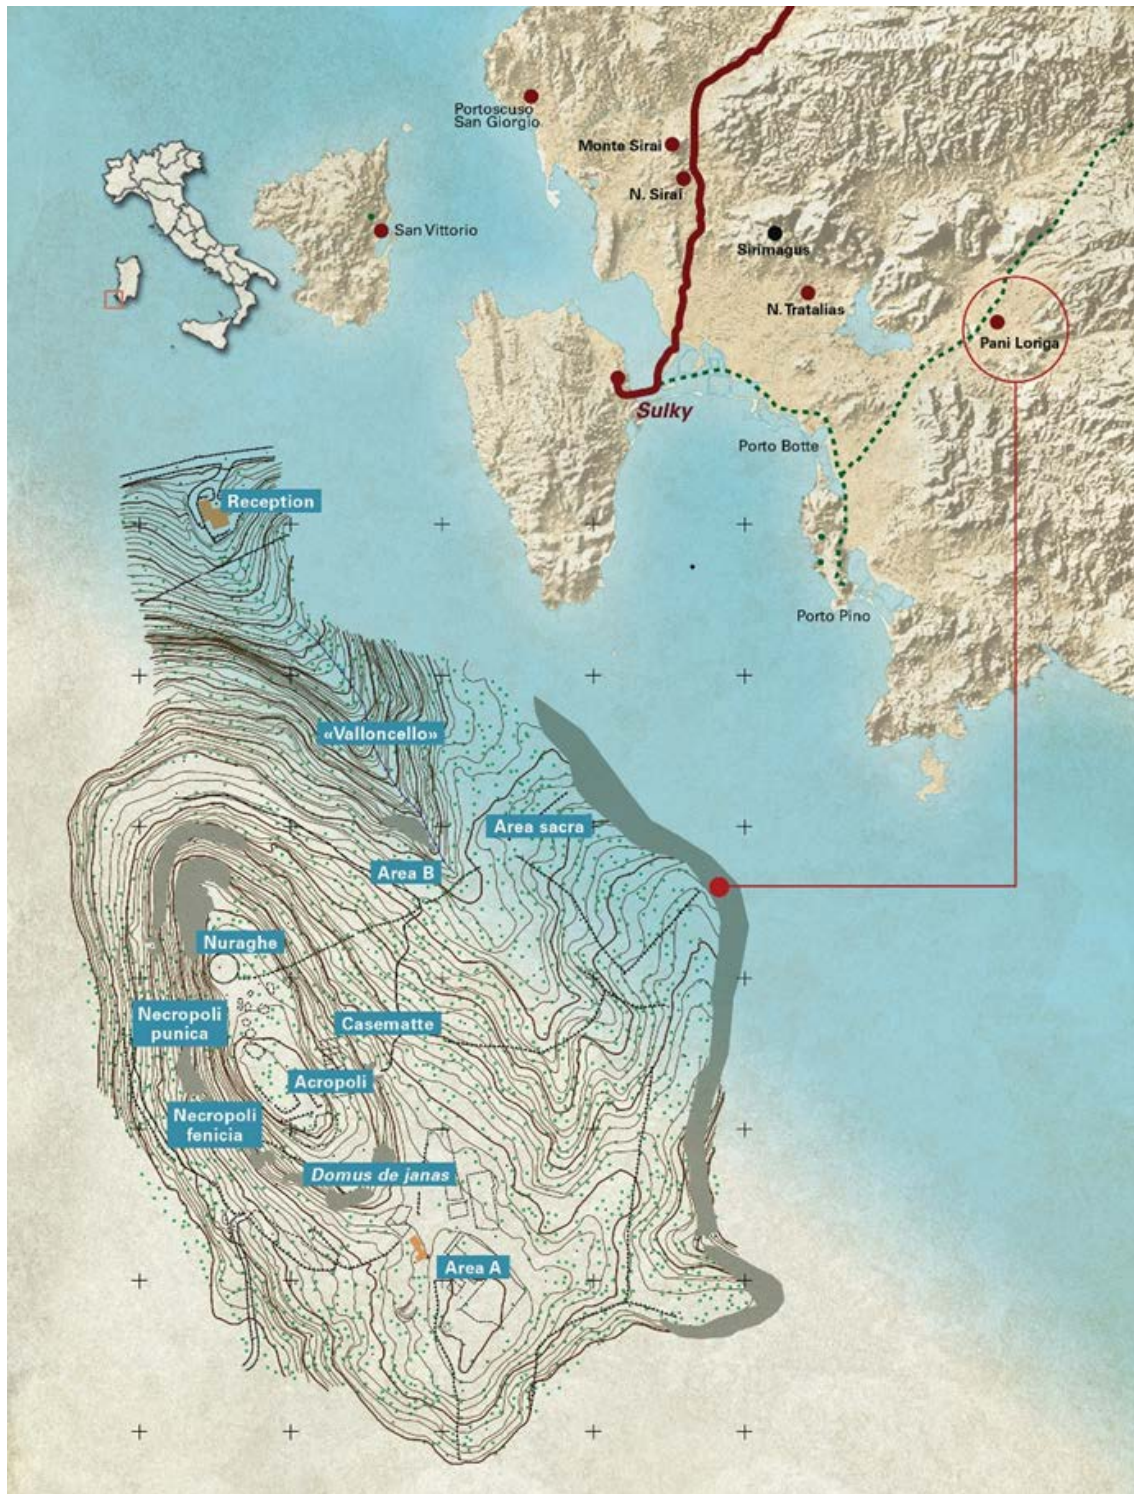 Portoscuso
San Giorgio
Monte Sirai
N. Sirai
San Vittorio
Sirimagus
N. Tratalias
Pani Loriga
Sulky
Porto Botte
Reception
Porto Pino
«Valloncello»
Area sacra
Area B
Nuraghe
Necropoli
punica
Casematte
Acropoli
Necropoli
fenicia
Domus de janas
Area A